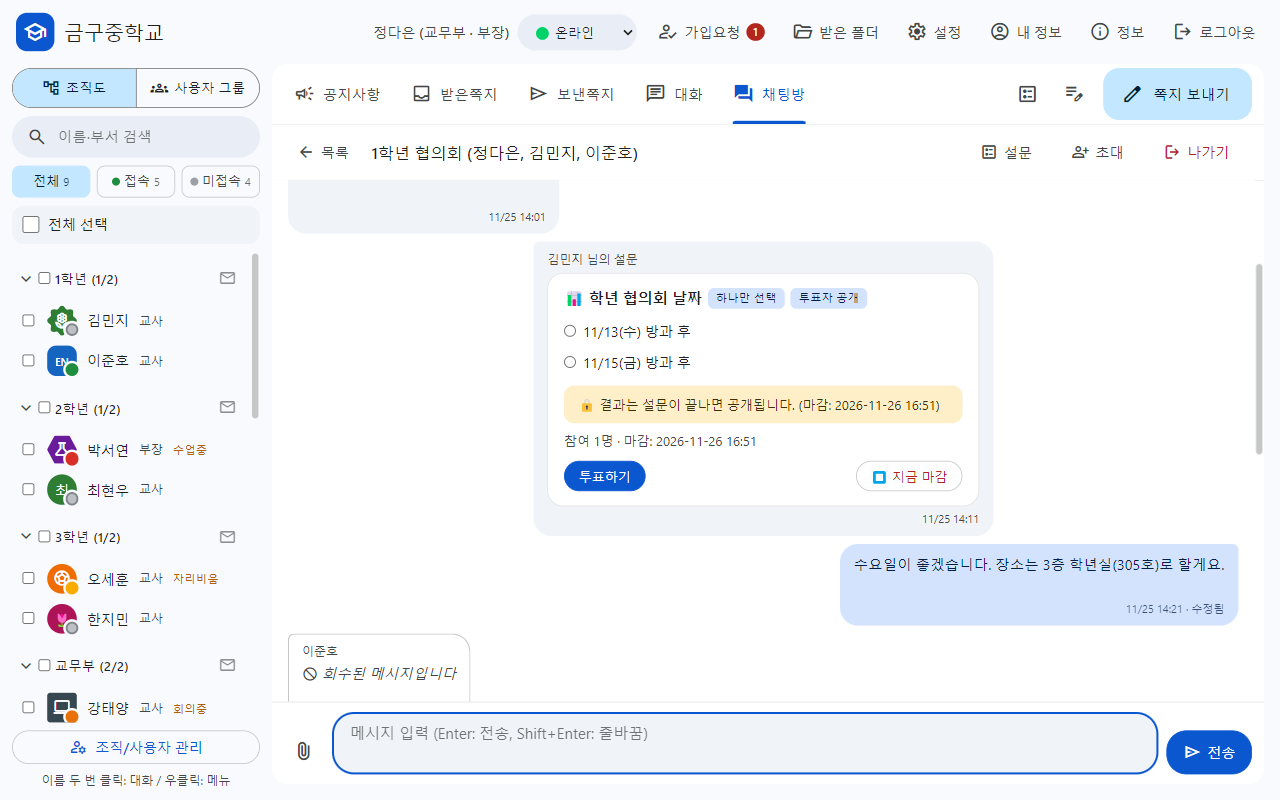 금구중학교
정다은 (교무부 · 부장)
온라인
가입요청 1
받은 폴더
설정
내 정보
정보
로그아웃
조직도
사용자 그룹
이름·부서 검색
전체 9
접속 5
미접속 4
전체 선택
1학년 (1/2)
김민지 교사
EN 이준호 교사
2학년 (1/2)
박서연 부장 수업중
최 최현우 교사
3학년 (1/2)
오세훈 교사 자리비움
한지민 교사
교무부 (2/2)
강태양 교사 회의중
조직/사용자 관리
이름 두 번 클릭: 대화 / 우클릭: 메뉴
공지사항
받은쪽지
보낸쪽지
대화
채팅방
쪽지 보내기
목록
1학년 협의회 (정다은, 김민지, 이준호)
설문
초대
나가기
11/25 14:01
김민지 님의 설문
학년 협의회 날짜 하나만 선택 투표자 공개
11/13(수) 방과 후
11/15(금) 방과 후
결과는 설문이 끝나면 공개됩니다. (마감: 2026-11-26 16:51)
참여 1명 · 마감: 2026-11-26 16:51
투표하기
지금 마감
11/25 14:11
수요일이 좋겠습니다. 장소는 3층 학년실(305호)로 할게요.
11/25 14:21 · 수정됨
이준호
회수된 메시지입니다
메시지 입력 (Enter: 전송, Shift+Enter: 줄바꿈)
전송